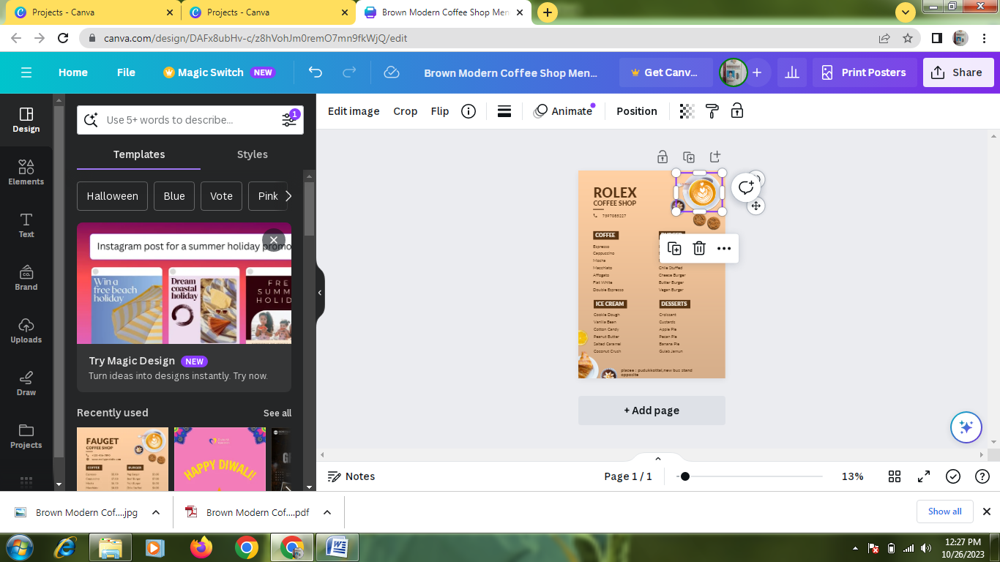 Projects - Canva
Projects - Canva
Brown Modern Coffee Shop Men
canva.com/design/DAFx8ubHv-c/z8hVohJm0remO7mn9fkWjQ/edit
Home
File
Magic Switch NEW
Brown Modern Coffee Shop Men...
Get Canv...
Print Posters
Share
Design
Elements
Text
Brand
Uploads
Draw
Projects
Use 5+ words to describe...
1
Templates
Styles
Halloween
Blue
Vote
Pink
Instagram post for a summer holiday promo
Win a
free beach
holiday
Dream
coastal
holiday
FREE
SUMM
HOLID
Try Magic Design NEW
Turn ideas into designs instantly. Try now.
Recently used
See all
FAUGET
COFFEE SHOP
COFFEE
BURGER
HAPPY DIWALI!
Edit image
Crop
Flip
Animate
Position
ROLEX
COFFEE SHOP
7397083227
COFFEE
Espresso
Cappuccino
Mocha
Macchiato
Affogato
Flat White
Double Espresso
Chile Stuffed
Cheese Burger
Butter Burger
Vegan Burger
ICE CREAM
Cookie Dough
Vanilla Bean
Cotton Candy
Peanut Butter
Salted Caramel
Coconut Crush
DESSERTS
Croissant
Custards
Apple Pie
Pecan Pie
Banana Pie
Gulab Jamun
places : pudukkottai,new bus stand
opposite
+ Add page
Notes
Page 1 / 1
13%
Brown Modern Cof....jpg
Brown Modern Cof....pdf
Show all
12:27 PM
10/26/2023